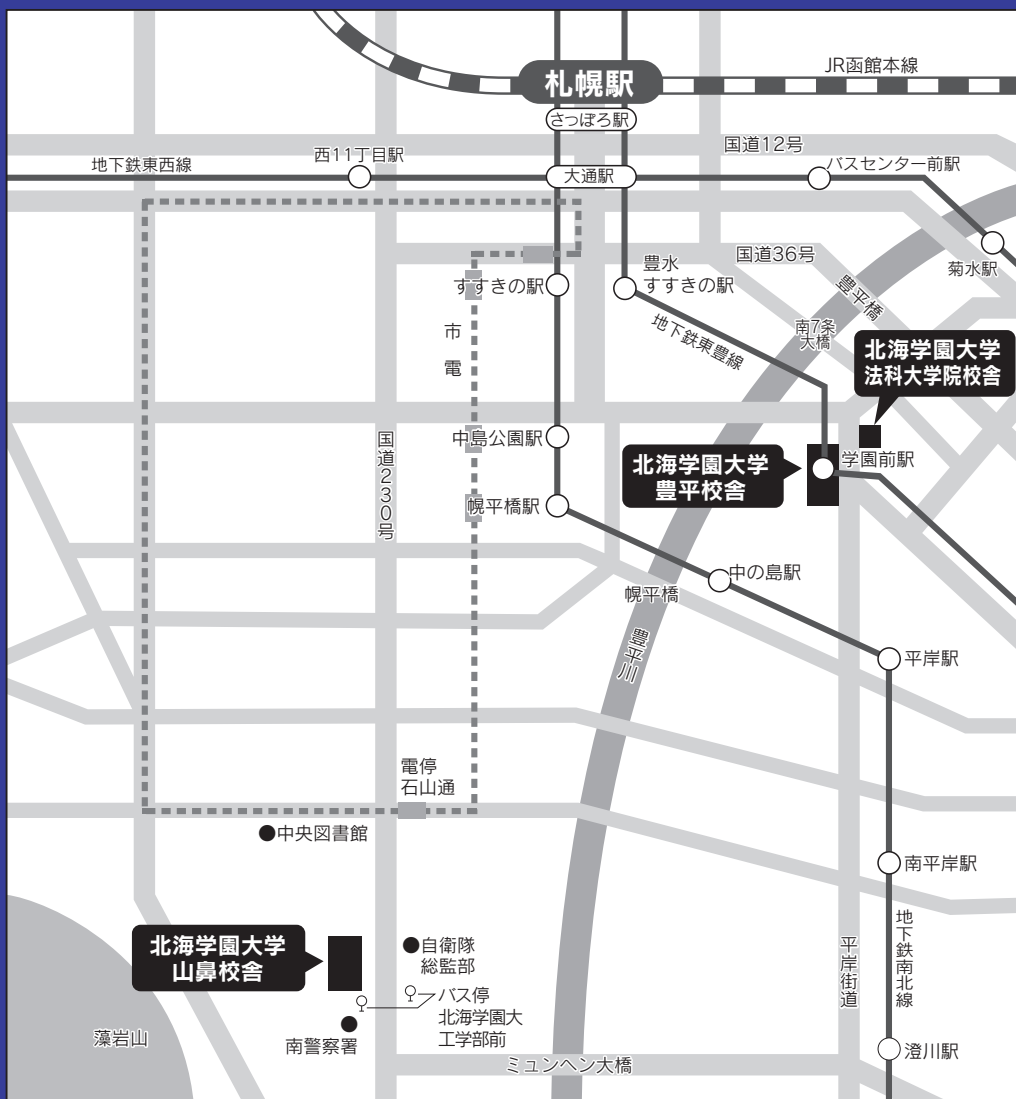 JR函館本線
札幌駅
さっぽろ駅
国道12号
地下鉄東西線
西11丁目駅
大通駅
バスセンター前駅
菊水駅
国道36号
豊水
すすきの駅
すすきの駅
豊平橋
南7条
大橋
地下鉄東豊線
市電
北海学園大学
法科大学院校舎
国道230号
中島公園駅
学園前駅
北海学園大学
豊平校舎
幌平橋駅
中の島駅
幌平橋
豊平川
平岸駅
電停
石山通
中央図書館
南平岸駅
北海学園大学
山鼻校舎
自衛隊
総監部
平岸街道
地下鉄南北線
バス停
北海学園大
工学部前
藻岩山
南警察署
ミュンヘン大橋
澄川駅